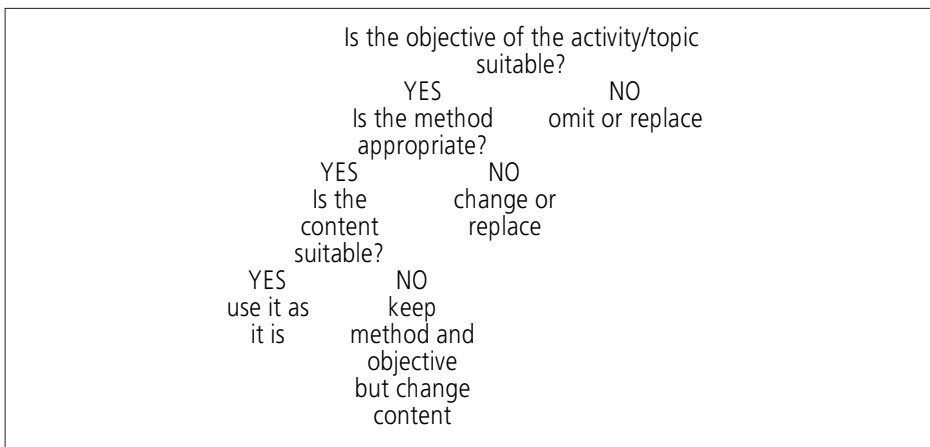 Is the objective of the activity/topic
suitable?
YES NO
Is the method omit or replace
appropriate?
YES NO
Is the change or
content replace
suitable?
YES NO
use it as keep
it is method and
objective
but change
content